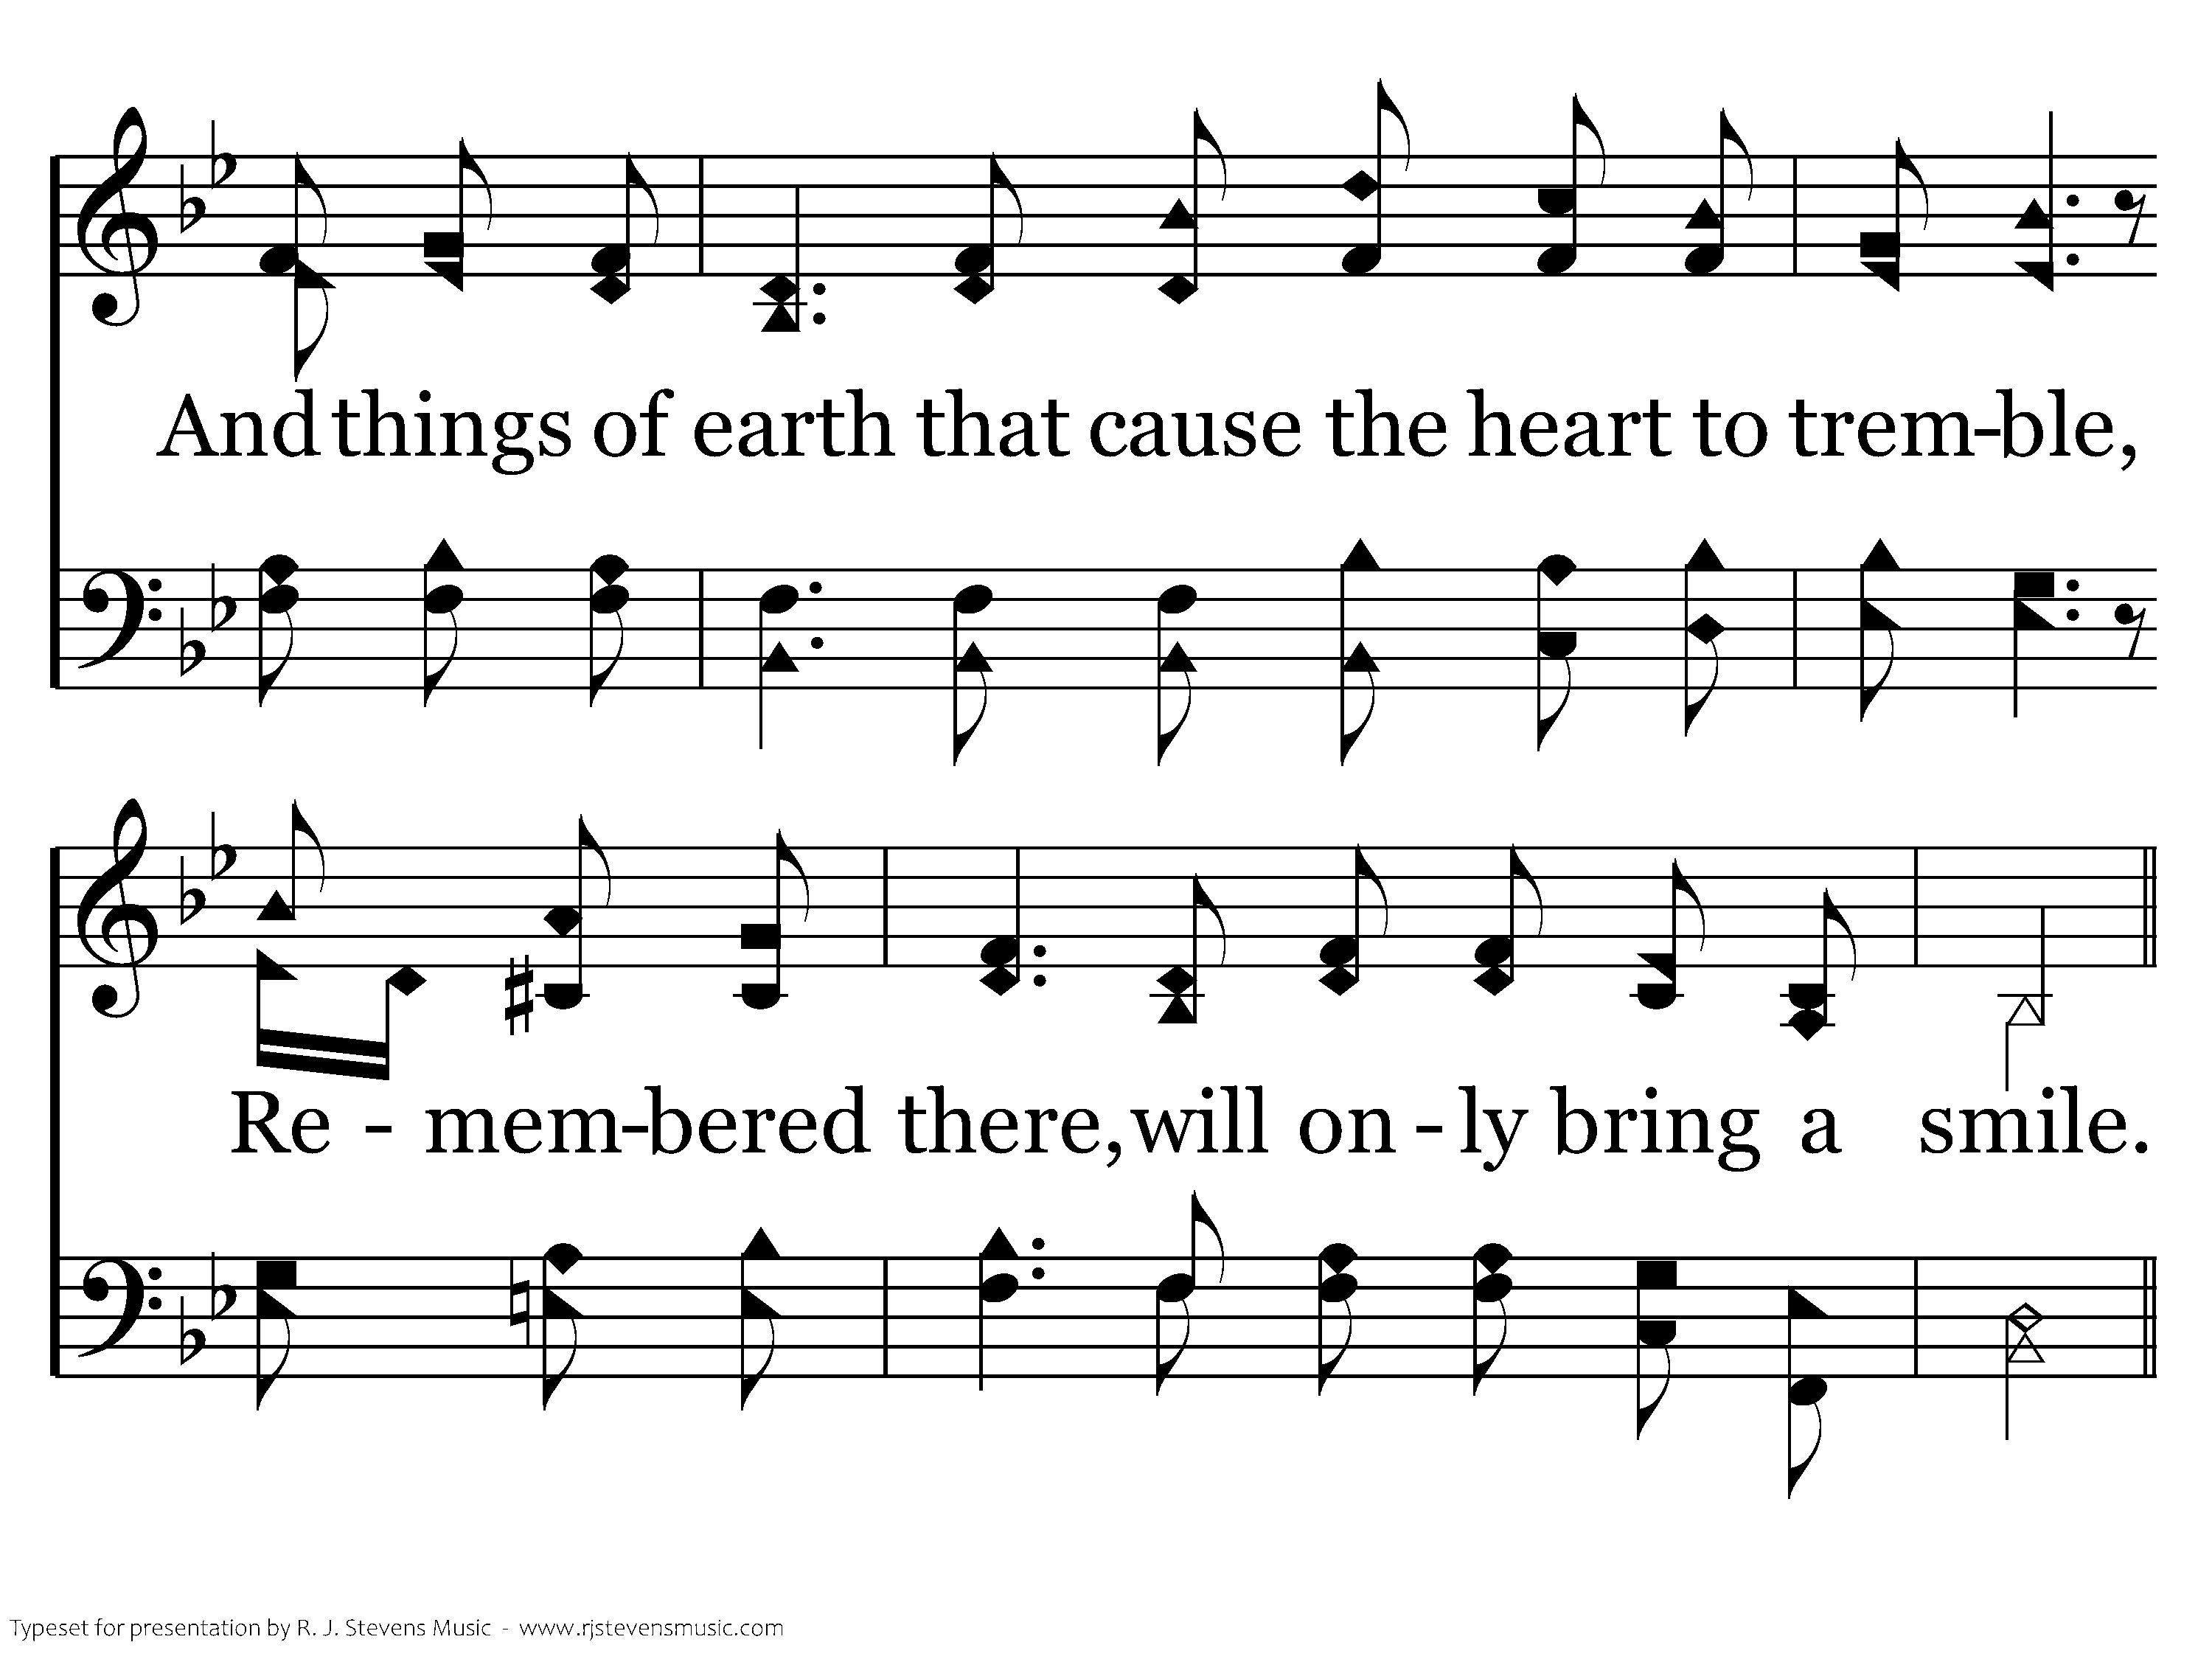 And things of earth that cause the heart to trem-ble,
Re - mem-bered there, will on - ly bring a smile.
Typeset for presentation by R. J. Stevens Music - www.rjstevensmusic.com